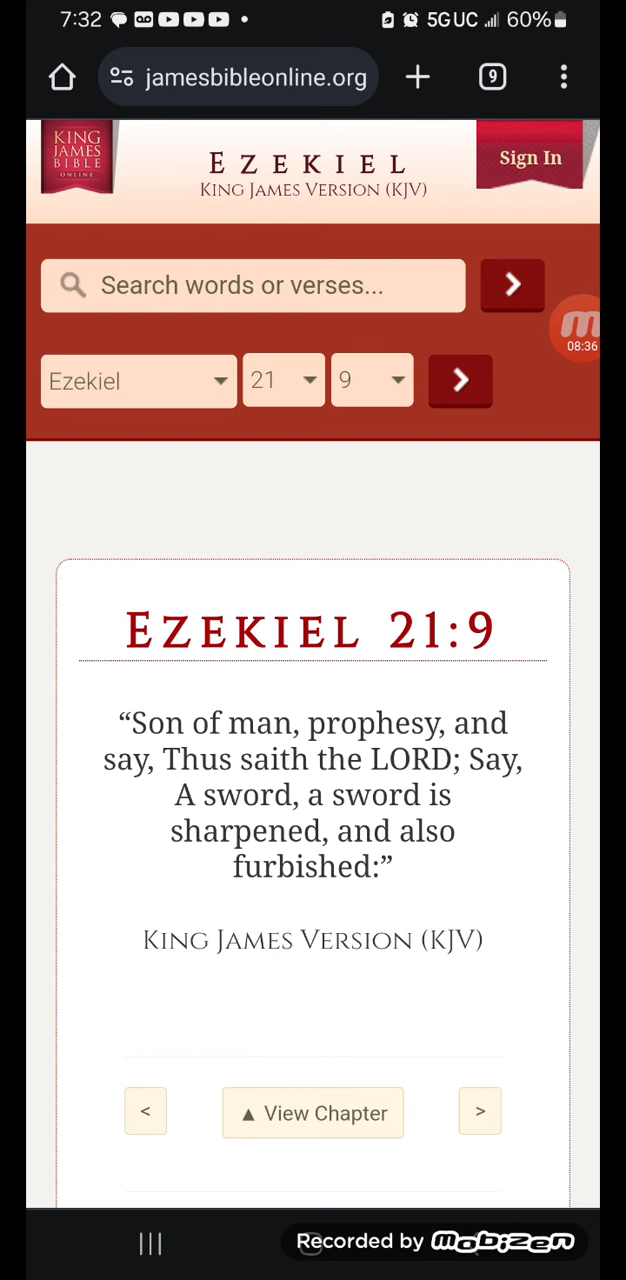 7:32
5G UC
60%
jamesbibleonline.org
9
KING
JAMES
BIBLE
ONLINE
EZEKIEL
KING JAMES VERSION (KJV)
Sign In
Search words or verses...
08:36
Ezekiel
21
9
EZEKIEL 21:9
“Son of man, prophesy, and
say, Thus saith the LORD; Say,
A sword, a sword is
sharpened, and also
furbished:”
KING JAMES VERSION (KJV)
<
▲ View Chapter
>
Recorded by mobizen